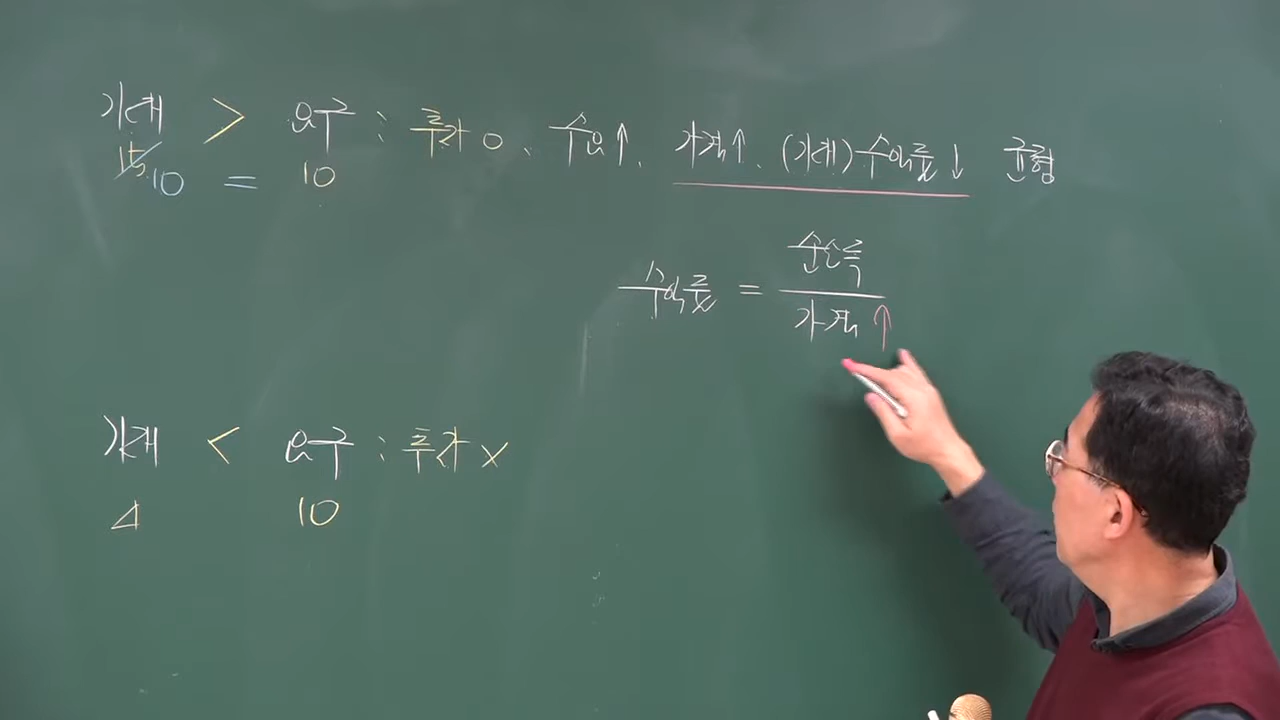 기대 > 요구 : 투자 ○、수요↑、가격↑、(기대)수익률↓ 균형
15 10 = 10
수익률 = 순소득 / 가격↑
기대 < 요구 : 투자 ×
4 10